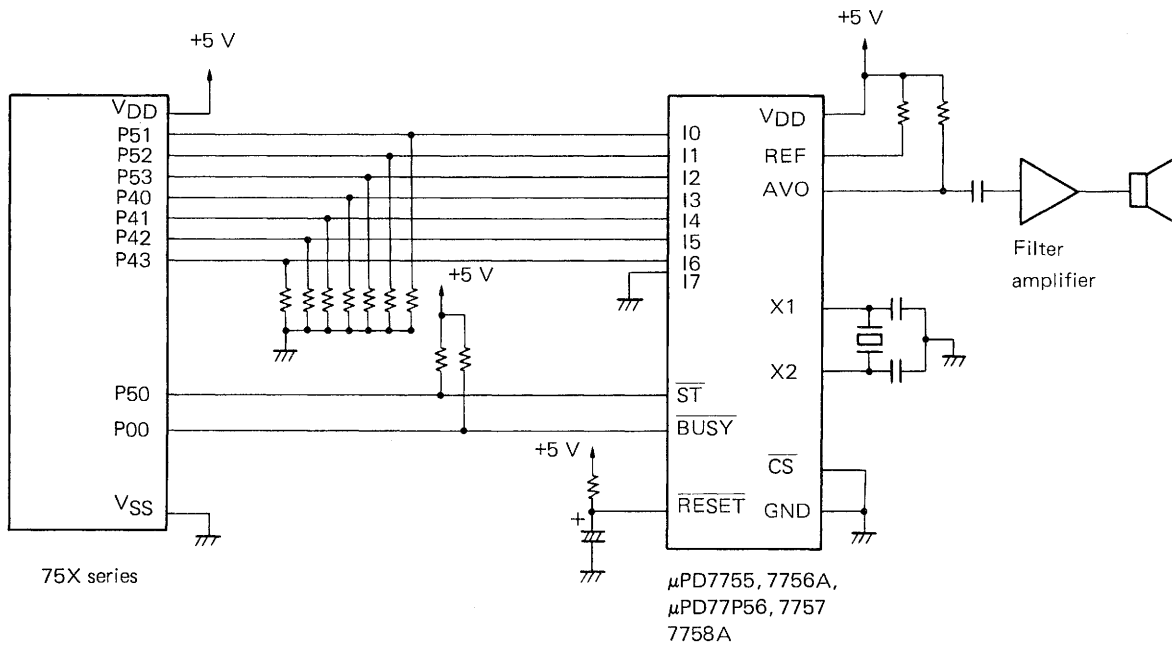 +5 V
+5 V
VDD
P51
P52
P53
P40
P41
P42
P43
P50
P00
VSS
75X series
+5 V
+5 V
I0
I1
I2
I3
I4
I5
I6
I7
ST
BUSY
RESET
VDD
REF
AVO
X1
X2
CS
GND
+
Filter
amplifier
μPD7755, 7756A,
μPD77P56, 7757
7758A